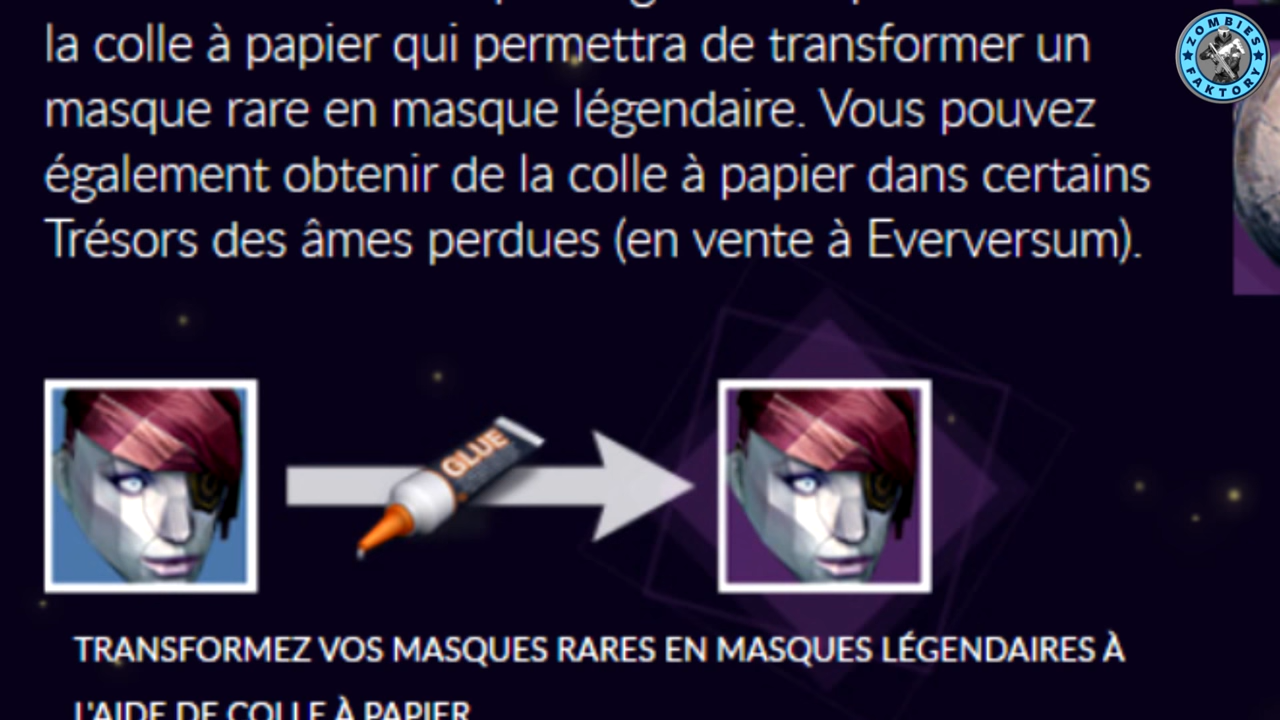 la colle à papier qui permettra de transformer un
masque rare en masque légendaire. Vous pouvez
également obtenir de la colle à papier dans certains
Trésors des âmes perdues (en vente à Everversum).
ZOMBIES
FAKTORY
GLUE
TRANSFORMEZ VOS MASQUES RARES EN MASQUES LÉGENDAIRES À
L'AIDE DE COLLE À PAPIER